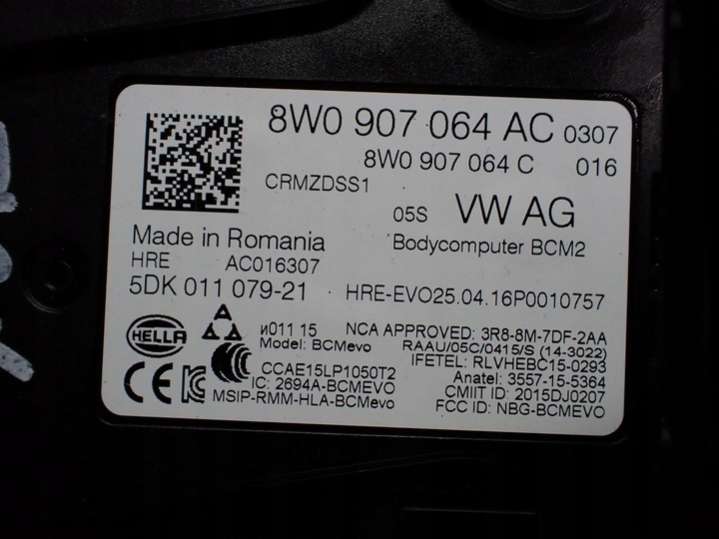 8W0 907 064 AC 0307
8W0 907 064 C 016
CRMZDSS1
05S VW AG
Made in Romania Bodycomputer BCM2
HRE AC016307
5DK 011 079-21 HRE-EVO25.04.16P0010757
HELLA
и011 15 NCA APPROVED: 3R8-8M-7DF-2AA
Model: BCMevo RAAU/05C/0415/S (14-3022)
IFETEL: RLVHEBC15-0293
CCAE15LP1050T2 Anatel: 3557-15-5364
IC: 2694A-BCMEVO CMIIT ID: 2015DJ0207
MSIP-RMM-HLA-BCMevo FCC ID: NBG-BCMEVO
CE